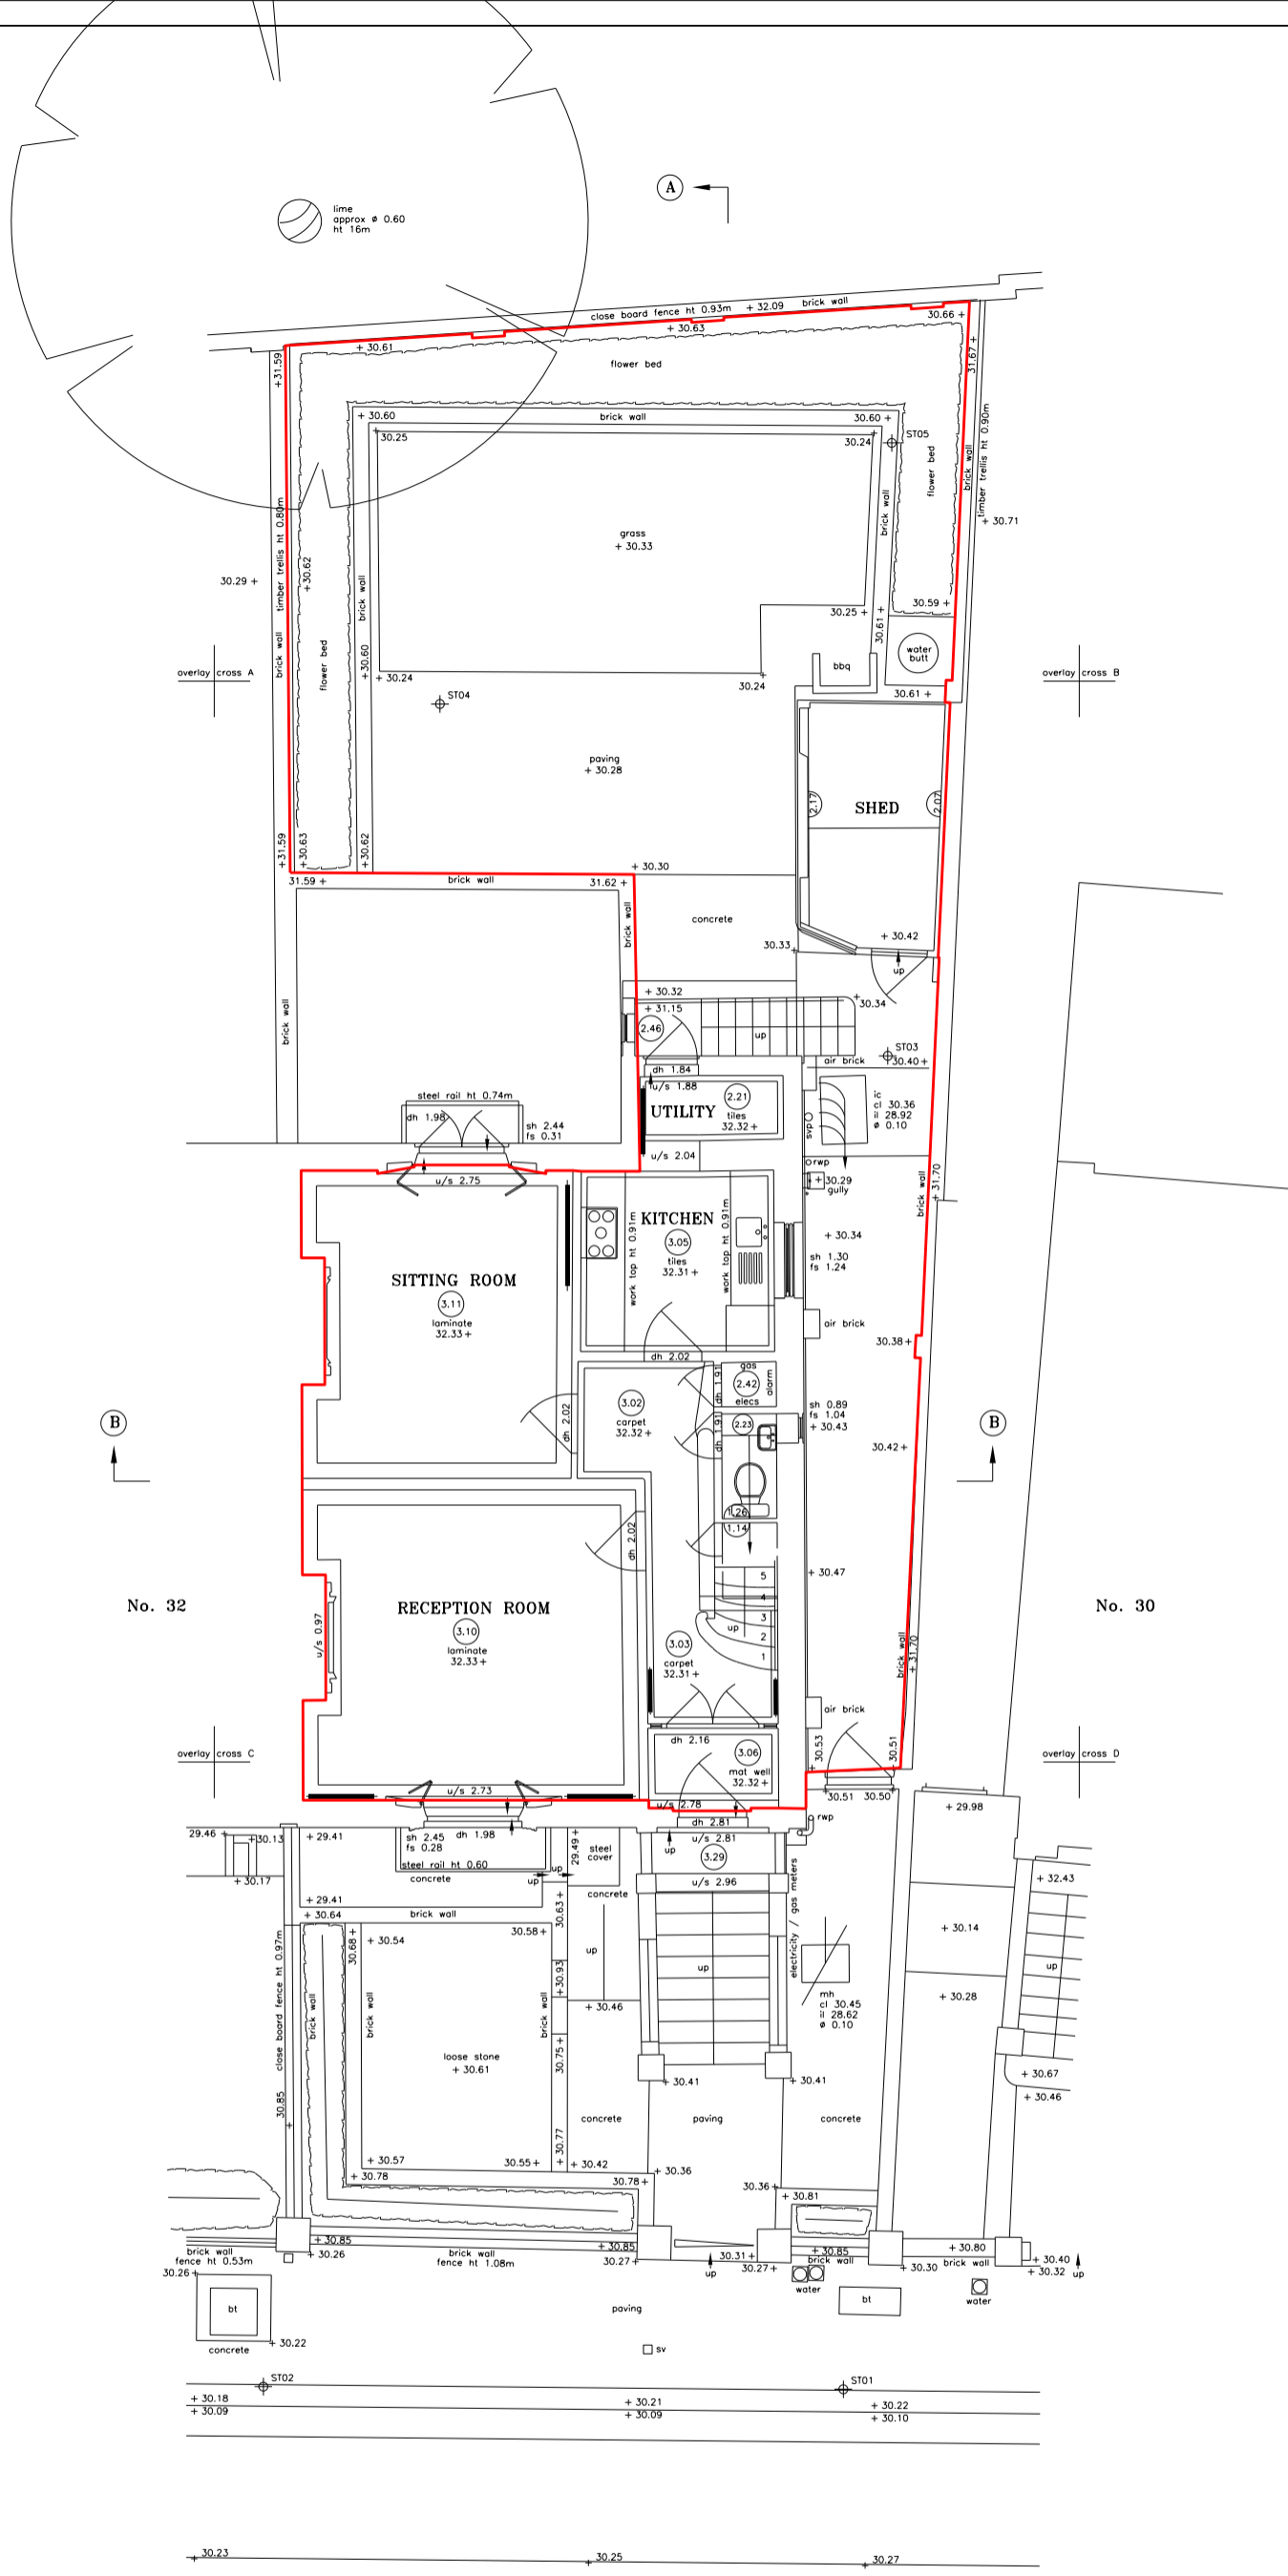 lime
approx ø 0.60
ht 16m
A
close board fence ht 0.93m
+ 32.09
brick wall
+ 30.63
30.66 +
+ 30.61
flower bed
+31.59
31.67 +
+ 30.60
brick wall
30.60 +
30.25
30.24
ST05
flower bed
brick wall
timber trellis ht 0.90m
+ 30.71
brick wall
grass
+ 30.33
timber trellis ht 0.80m
30.29 +
+30.62
brick wall
30.59 +
30.25 +
30.61 +
water
butt
bbq
overlay cross A
overlay cross B
brick wall
flower bed
+30.60
+ 30.24
30.24
30.61 +
ST04
paving
+ 30.28
2.17
2.07
SHED
+31.59
+30.63
+30.62
+ 30.30
31.59 +
brick wall
31.62 +
brick wall
concrete
30.33
+ 30.42
up
+ 30.32
+ 31.15
30.34
brick wall
2.46
up
ST03
air brick
+30.40+
dh 1.84
u/s 1.88
steel rail ht 0.74m
dh 1.98
sh 2.44
fs 0.31
UTILITY
2.21
tiles
32.32 +
svp
ic
cl 30.36
il 28.92
ø 0.10
u/s 2.04
rwp
+ 30.29
gully
u/s 2.75
31.70
brick wall
KITCHEN
3.05
tiles
32.31 +
work top ht 0.91m
work top ht 0.91m
+ 30.34
sh 1.30
fs 1.24
SITTING ROOM
3.11
laminate
32.33 +
air brick
30.38+
dh 2.02
gas
2.42
elecs
alarm
dh 1.91
3.02
carpet
32.32 +
dh 2.02
dh 1.91
2.23
sh 0.89
fs 1.04
+ 30.43
30.42 +
B
B
1.26
1.14
dh 2.02
+ 30.47
5
4
3
2
1
up
No. 32
No. 30
RECEPTION ROOM
3.10
laminate
32.33 +
u/s 0.97
3.03
carpet
32.31 +
brick wall
+ 31.70
air brick
dh 2.16
3.06
mat well
32.32 +
30.53
30.51
overlay cross C
overlay cross D
u/s 2.73
u/s 2.78
30.51
30.50
+ 29.98
dh 2.81
rwp
29.46 +
+30.13
+ 29.41
sh 2.45
fs 0.28
dh 1.98
29.49 +
steel
cover
u/s 2.81
up
3.29
steel rail ht 0.60
concrete
up
up
u/s 2.96
+ 30.17
+ 32.43
+ 29.41
+ 30.64
brick wall
concrete
30.63 +
electricity / gas meters
30.68 +
+ 30.54
30.58+
+ 30.14
up
up
up
close board fence ht 0.97m
brick wall
brick wall
brick wall
+30.93
+ 30.46
mh
cl 30.45
il 28.62
ø 0.10
+ 30.28
loose stone
+ 30.61
30.75 +
+ 30.41
+ 30.41
+ 30.67
+ 30.46
30.85
concrete
paving
concrete
+ 30.57
30.55 +
+ 30.77
+ 30.42
+ 30.78
30.78 +
+ 30.36
30.36+
+ 30.81
+ 30.85
+ 30.26
30.85
30.27+
30.31 +
30.27 +
30.85
brick wall
+ 30.30
+ 30.80
brick wall
+ 30.40
+ 30.32
brick wall
fence ht 0.53m
30.26 +
brick wall
fence ht 1.08m
up
up
water
water
bt
bt
paving
concrete
+ 30.22
sv
ST02
ST01
+ 30.18
+ 30.09
+ 30.21
+ 30.09
+ 30.22
+ 30.10
30.23
30.25
30.27